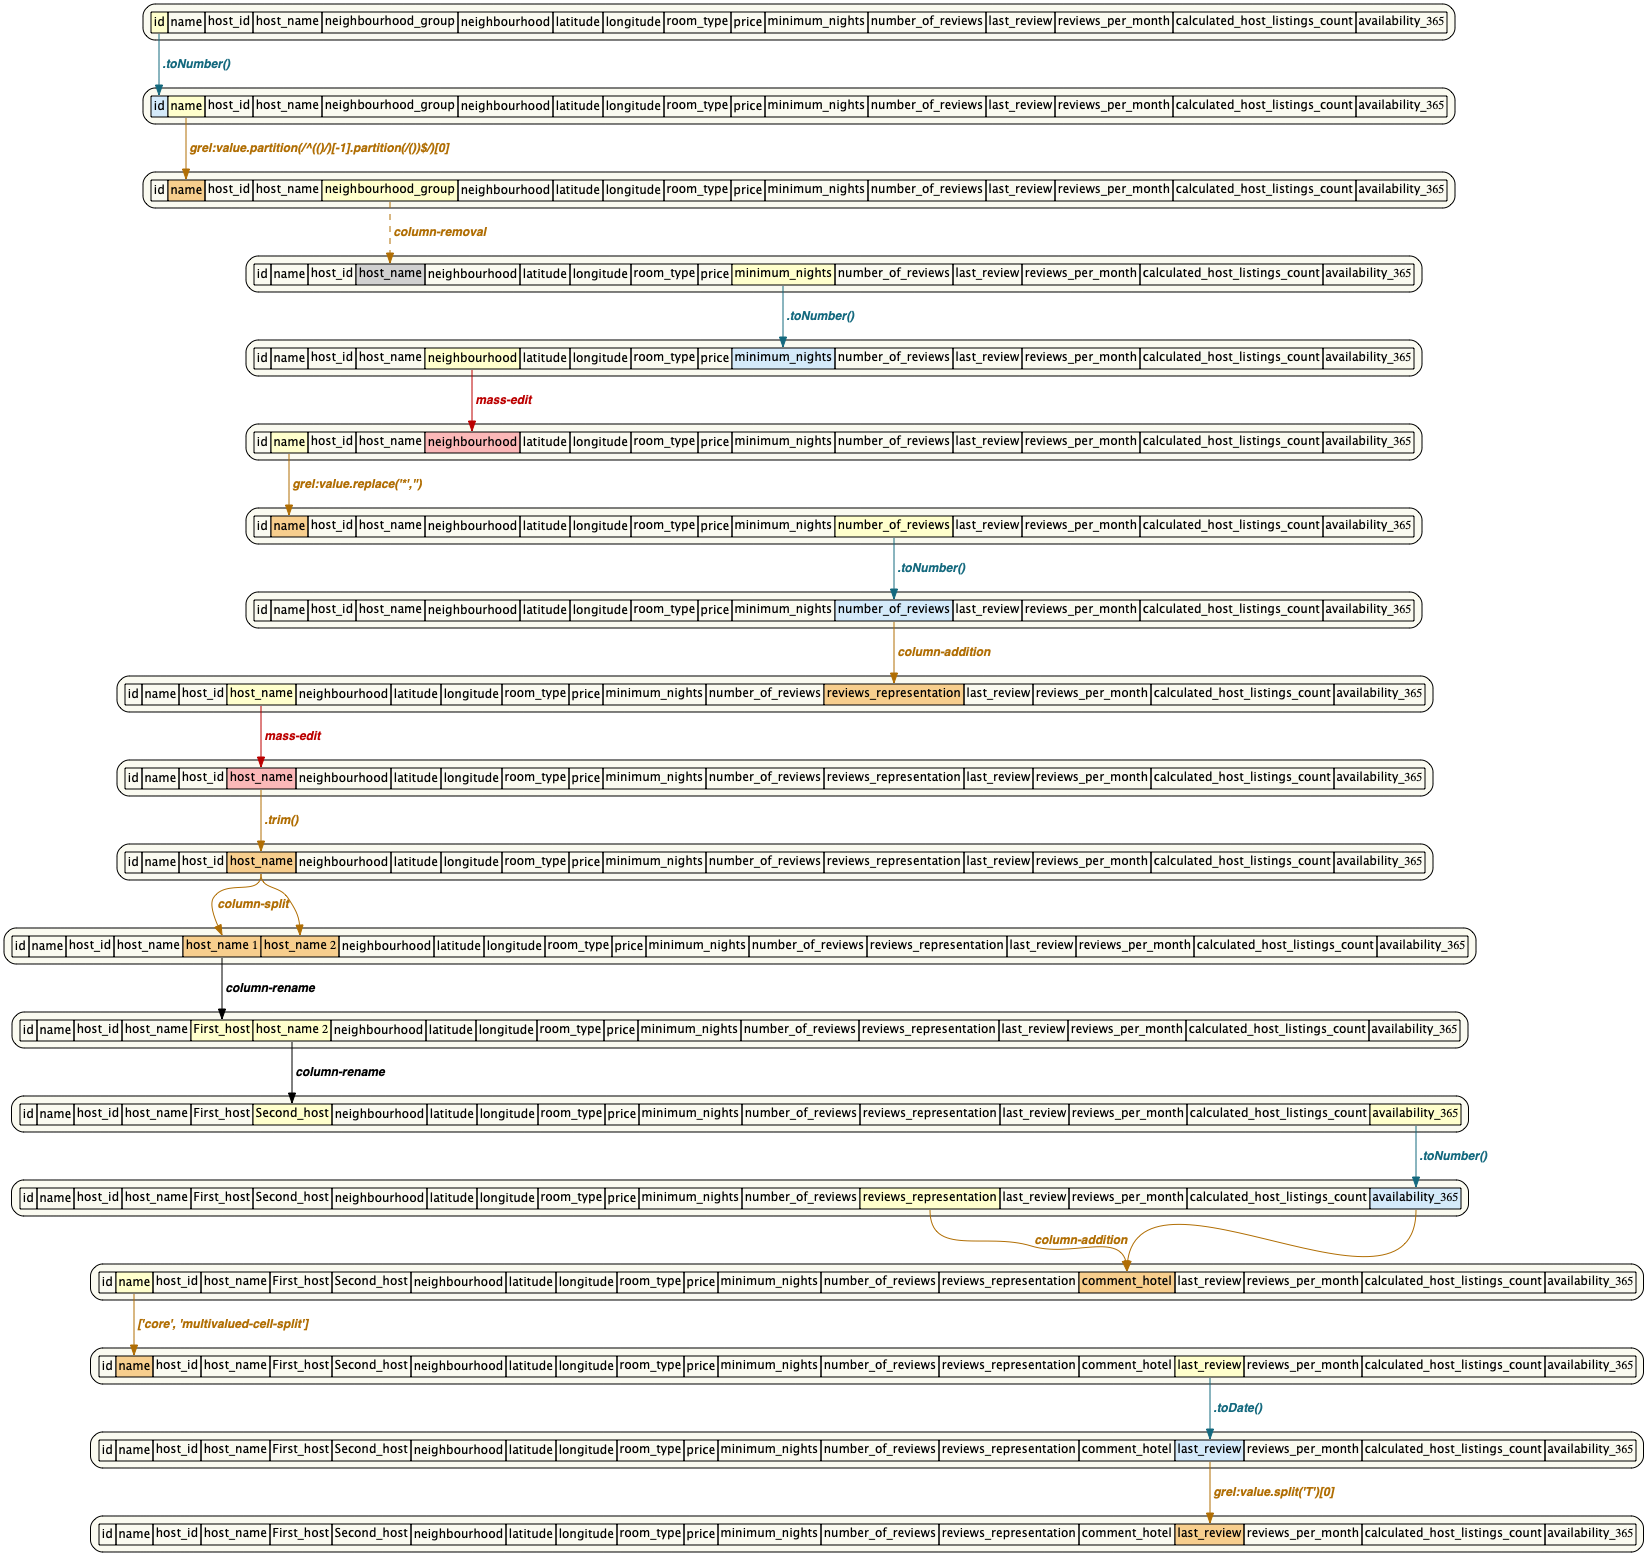 id name host_id host_name neighbourhood_group neighbourhood latitude longitude room_type price minimum_nights number_of_reviews last_review reviews_per_month calculated_host_listings_count availability_365
.toNumber()
id name host_id host_name neighbourhood_group neighbourhood latitude longitude room_type price minimum_nights number_of_reviews last_review reviews_per_month calculated_host_listings_count availability_365
grel:value.partition(/^(()/)[-1].partition(/())$/)[0]
id name host_id host_name neighbourhood_group neighbourhood latitude longitude room_type price minimum_nights number_of_reviews last_review reviews_per_month calculated_host_listings_count availability_365
column-removal
id name host_id host_name neighbourhood latitude longitude room_type price minimum_nights number_of_reviews last_review reviews_per_month calculated_host_listings_count availability_365
.toNumber()
id name host_id host_name neighbourhood latitude longitude room_type price minimum_nights number_of_reviews last_review reviews_per_month calculated_host_listings_count availability_365
mass-edit
id name host_id host_name neighbourhood latitude longitude room_type price minimum_nights number_of_reviews last_review reviews_per_month calculated_host_listings_count availability_365
grel:value.replace('*','')
id name host_id host_name neighbourhood latitude longitude room_type price minimum_nights number_of_reviews last_review reviews_per_month calculated_host_listings_count availability_365
.toNumber()
id name host_id host_name neighbourhood latitude longitude room_type price minimum_nights number_of_reviews last_review reviews_per_month calculated_host_listings_count availability_365
column-addition
id name host_id host_name neighbourhood latitude longitude room_type price minimum_nights number_of_reviews reviews_representation last_review reviews_per_month calculated_host_listings_count availability_365
mass-edit
id name host_id host_name neighbourhood latitude longitude room_type price minimum_nights number_of_reviews reviews_representation last_review reviews_per_month calculated_host_listings_count availability_365
.trim()
id name host_id host_name neighbourhood latitude longitude room_type price minimum_nights number_of_reviews reviews_representation last_review reviews_per_month calculated_host_listings_count availability_365
column-split
id name host_id host_name host_name 1 host_name 2 neighbourhood latitude longitude room_type price minimum_nights number_of_reviews reviews_representation last_review reviews_per_month calculated_host_listings_count availability_365
column-rename
id name host_id host_name First_host host_name 2 neighbourhood latitude longitude room_type price minimum_nights number_of_reviews reviews_representation last_review reviews_per_month calculated_host_listings_count availability_365
column-rename
id name host_id host_name First_host Second_host neighbourhood latitude longitude room_type price minimum_nights number_of_reviews reviews_representation last_review reviews_per_month calculated_host_listings_count availability_365
.toNumber()
id name host_id host_name First_host Second_host neighbourhood latitude longitude room_type price minimum_nights number_of_reviews reviews_representation last_review reviews_per_month calculated_host_listings_count availability_365
column-addition
id name host_id host_name First_host Second_host neighbourhood latitude longitude room_type price minimum_nights number_of_reviews reviews_representation comment_hotel last_review reviews_per_month calculated_host_listings_count availability_365
['core', 'multivalued-cell-split']
id name host_id host_name First_host Second_host neighbourhood latitude longitude room_type price minimum_nights number_of_reviews reviews_representation comment_hotel last_review reviews_per_month calculated_host_listings_count availability_365
.toDate()
id name host_id host_name First_host Second_host neighbourhood latitude longitude room_type price minimum_nights number_of_reviews reviews_representation comment_hotel last_review reviews_per_month calculated_host_listings_count availability_365
grel:value.split('T')[0]
id name host_id host_name First_host Second_host neighbourhood latitude longitude room_type price minimum_nights number_of_reviews reviews_representation comment_hotel last_review reviews_per_month calculated_host_listings_count availability_365